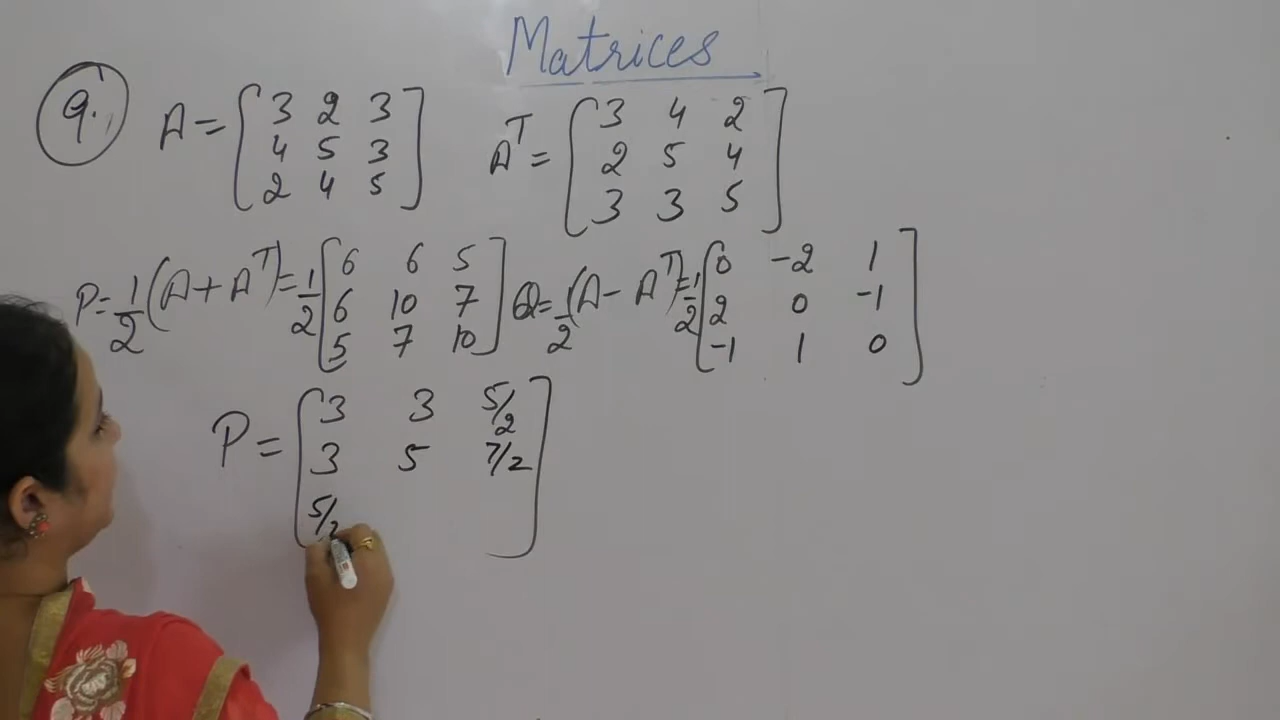 Matrices
9. A = [ 3 2 3
4 5 3
2 4 5 ]
A^T = [ 3 4 2
2 5 4
3 3 5 ]
P = 1/2 (A + A^T) = 1/2 [ 6 6 5
6 10 7
5 7 10 ]
Q = 1/2 (A - A^T) = 1/2 [ 0 -2 1
2 0 -1
-1 1 0 ]
P = [ 3 3 5/2
3 5 7/2
5/2 ]